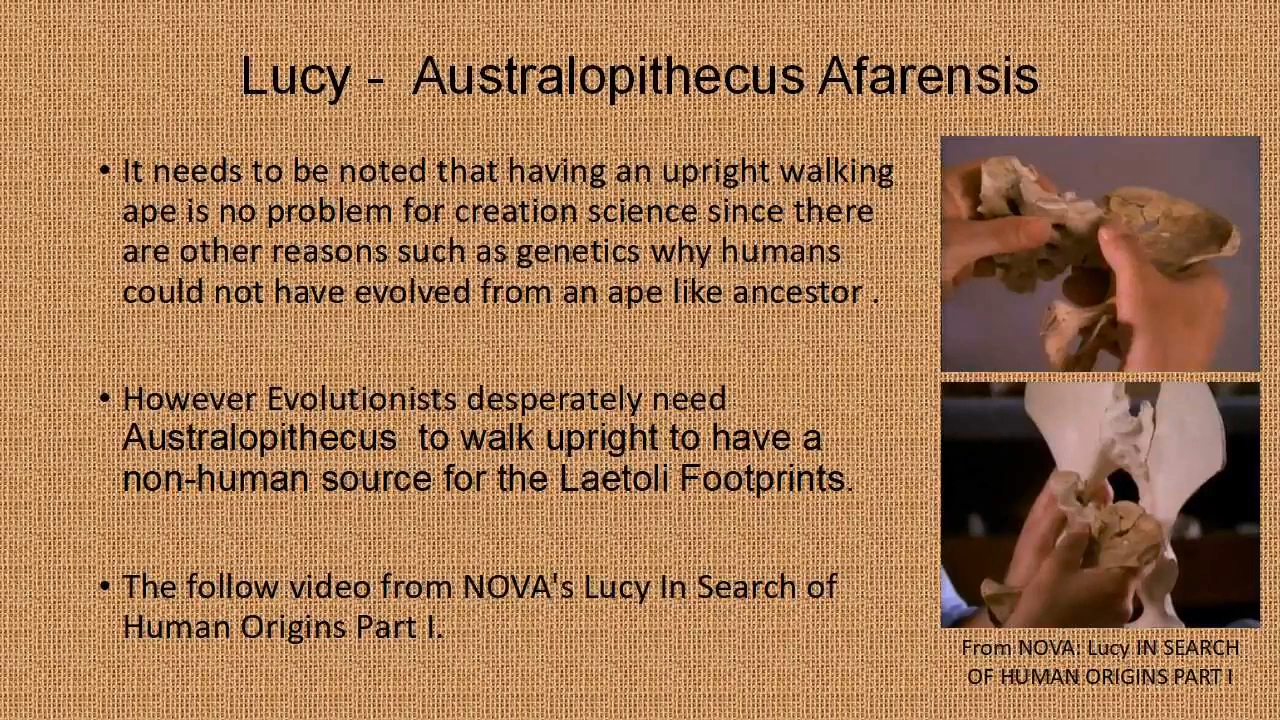 Lucy -  Australopithecus Afarensis
• It needs to be noted that having an upright walking
ape is no problem for creation science since there
are other reasons such as genetics why humans
could not have evolved from an ape like ancestor .
• However Evolutionists desperately need
Australopithecus  to walk upright to have a
non-human source for the Laetoli Footprints.
• The follow video from NOVA's Lucy In Search of
Human Origins Part I.
From NOVA: Lucy IN SEARCH
OF HUMAN ORIGINS PART I